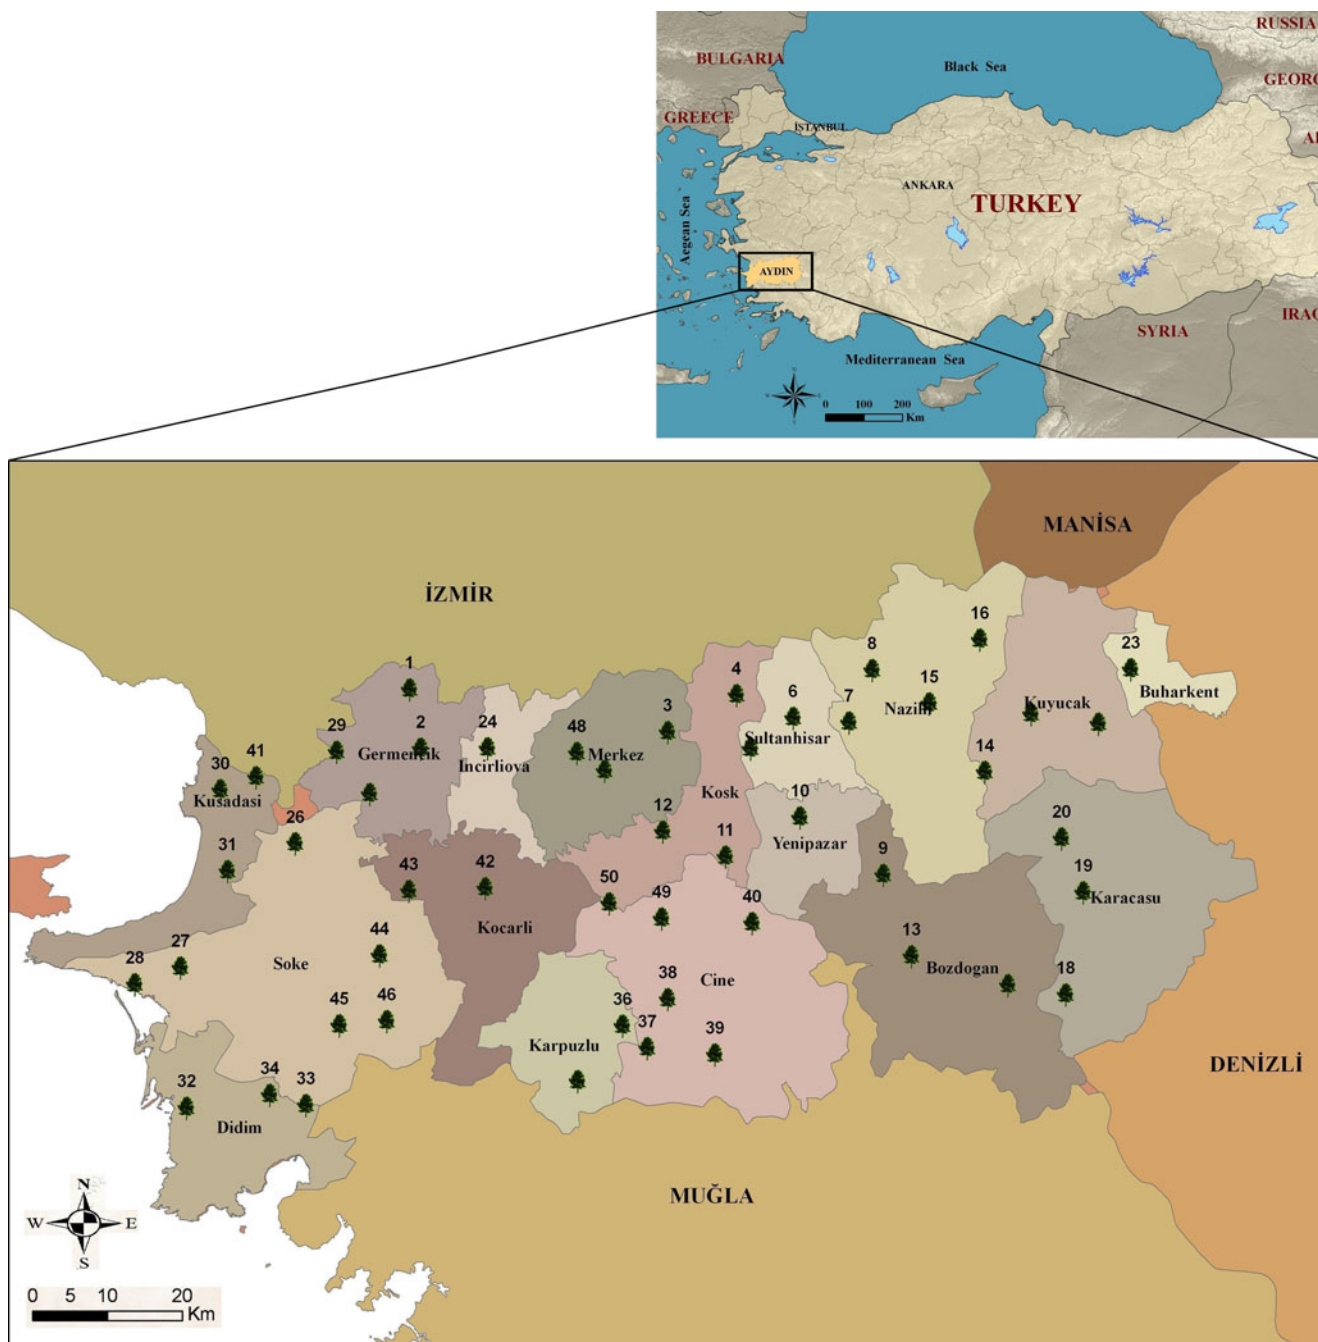 RUSSIA
BULGARIA
Black Sea
GEORG
GREECE
İSTANBUL
ANKARA
TURKEY
Aegean Sea
AYDIN
SYRIA
IRAQ
Mediterranean Sea
0 100 200
Km
MANİSA
İZMİR
16
8
23
1
4
15
Buharkent
6
7
Nazilli
Kuyucak
3
29
2
24
48
Sultanhisar
Germencik
Merkez
41
Incirliova
14
30
Kosk
Kusadasi
10
26
12
20
Yenipazar
11
31
9
43
42
19
Karacasu
50
49
40
Kocarli
44
13
27
Soke
28
Bozdogan
18
38
Cine
45
46
36
37
39
Karpuzlu
DENİZLİ
34
33
32
Didim
N
MUĞLA
W E
S
0 5 10 20
Km